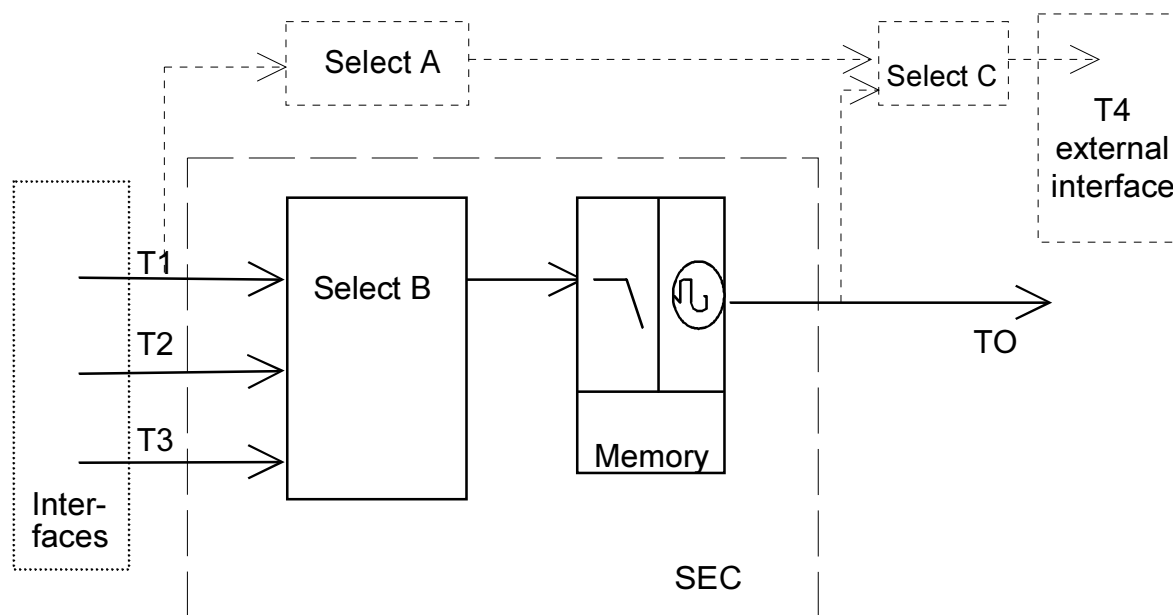 Select A
Select C
T4
external
interface
T1
Select B
T2
TO
T3
Memory
Inter-
faces
SEC